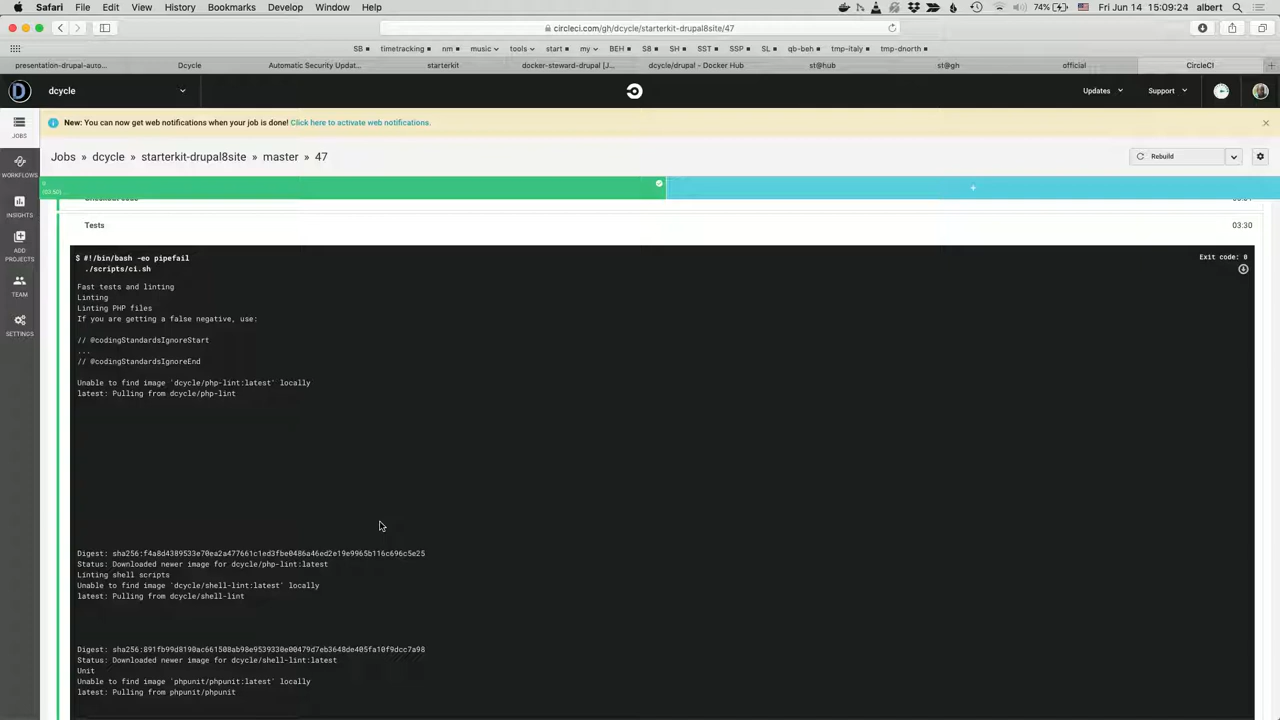 Safari File Edit View History Bookmarks Develop Window Help 74% Fri Jun 14 15:09:24 albert
circleci.com/gh/dcycle/starterkit-drupal8site/47
SB timetracking nm music tools start my BEH S8 SH SST SSP SL qb-beh tmp-italy tmp-dnorth
presentation-drupal-auto... Dcycle Automatic Security Updat... starterkit docker-steward-drupal [J... dcycle/drupal - Docker Hub st@hub st@gh official CircleCI
dcycle Updates Support
New: You can now get web notifications when your job is done! Click here to activate web notifications.
JOBS
Jobs » dcycle » starterkit-drupal8site » master » 47 Rebuild
WORKFLOWS
0
(03:50)...
Checkout code
INSIGHTS
Tests 03:30
ADD
PROJECTS
TEAM
SETTINGS
$ #!/bin/bash -eo pipefail Exit code: 0
./scripts/ci.sh
Fast tests and linting
Linting
Linting PHP files
If you are getting a false negative, use:
// @codingStandardsIgnoreStart
...
// @codingStandardsIgnoreEnd
Unable to find image 'dcycle/php-lint:latest' locally
latest: Pulling from dcycle/php-lint
Digest: sha256:f4a8d4389533e70ea2a477661c1ed3fbe0486a46ed2e19e9965b116c696c5e25
Status: Downloaded newer image for dcycle/php-lint:latest
Linting shell scripts
Unable to find image 'dcycle/shell-lint:latest' locally
latest: Pulling from dcycle/shell-lint
Digest: sha256:891fb99d8190ac661508ab98e9539330e00479d7eb3648de405fa10f9dcc7a98
Status: Downloaded newer image for dcycle/shell-lint:latest
Unit
Unable to find image 'phpunit/phpunit:latest' locally
latest: Pulling from phpunit/phpunit